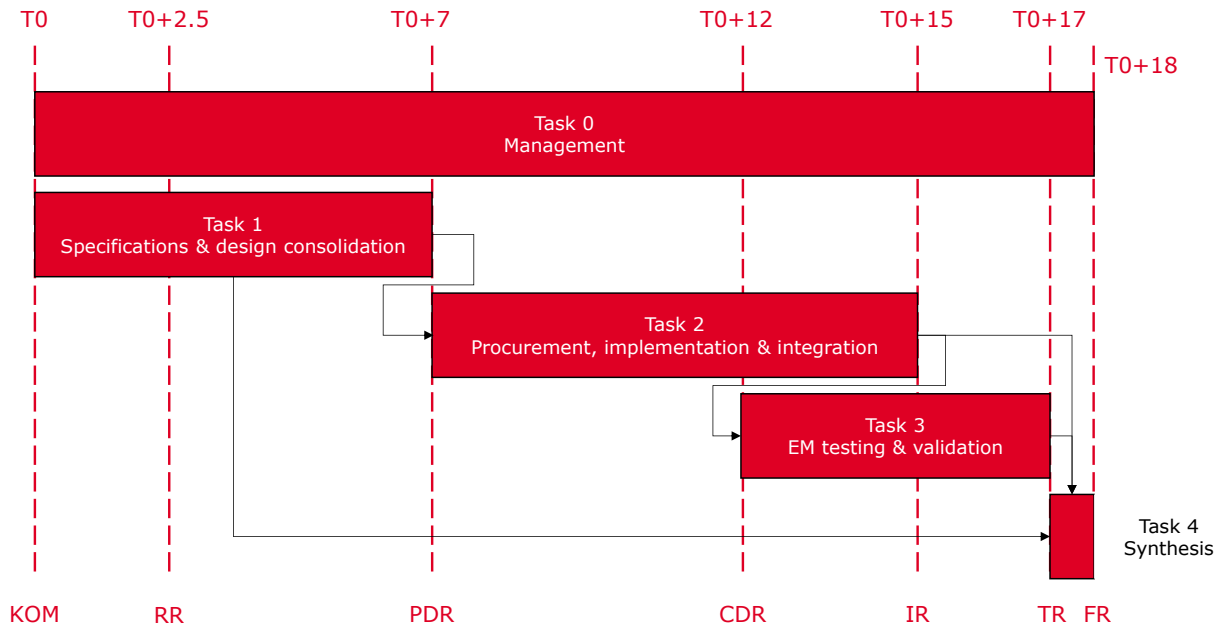 T0
T0+2.5
T0+7
T0+12
T0+15
T0+17
T0+18
Task 0
Management
Task 1
Specifications & design consolidation
Task 2
Procurement, implementation & integration
Task 3
EM testing & validation
Task 4
Synthesis
KOM
RR
PDR
CDR
IR
TR
FR